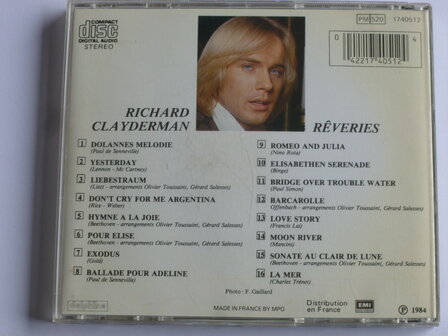 COMPACT
disc
DIGITAL AUDIO
STEREO
PM 520
1740512
0 42217 40512 4
RICHARD
CLAYDERMAN
RÊVERIES
1 DOLANNES MELODIE
(Paul de Senneville)
2 YESTERDAY
(Lennon - Mc Cartney)
3 LIEBESTRAUM
(Liszt - arrangements Olivier Toussaint, Gérard Salesses)
4 DON'T CRY FOR ME ARGENTINA
(Rice - Weber)
5 HYMNE A LA JOIE
(Beethoven - arrangements Olivier Toussaint, Gérard Salesses)
6 POUR ELISE
(Beethoven - arrangements Olivier Toussaint, Gérard Salesses)
7 EXODUS
(Gold)
8 BALLADE POUR ADELINE
(Paul de Senneville)
9 ROMEO AND JULIA
(Nino Rota)
10 ELISABETHEN SERENADE
(Binge)
11 BRIDGE OVER TROUBLE WATER
(Paul Simon)
12 BARCAROLLE
(Offenbach - arrangements Olivier Toussaint, Gérard Salesses)
13 LOVE STORY
(Francis Lai)
14 MOON RIVER
(Mancini)
15 SONATE AU CLAIR DE LUNE
(Beethoven - arrangements Olivier Toussaint, Gérard Salesses)
16 LA MER
(Charles Trénet)
Photo : F. Gaillard
MADE IN FRANCE BY MPO
Distribution
en France
EMI
℗ 1984